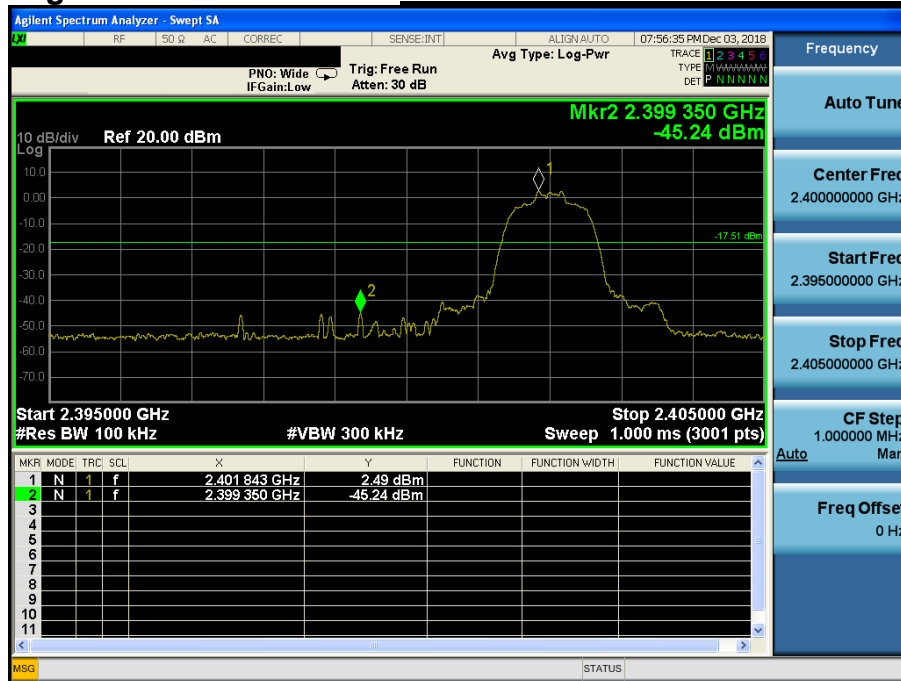 Agilent Spectrum Analyzer - Swept SA
LXI RF 50 Ω AC CORREC SENSE:INT ALIGN AUTO 07:56:35 PM Dec 03, 2018
Avg Type: Log-Pwr TRACE 1 2 3 4 5 6
PNO: Wide Trig: Free Run TYPE M W W W W W
IFGain:Low Atten: 30 dB DET P N N N N N
Mkr2 2.399 350 GHz
-45.24 dBm
10 dB/div Ref 20.00 dBm
Log
10.0
0.00
-10.0
-20.0
-30.0
-40.0
-50.0
-60.0
-70.0
1
-17.51 dBm
2
Start 2.395000 GHz Stop 2.405000 GHz
#Res BW 100 kHz #VBW 300 kHz Sweep 1.000 ms (3001 pts)
MKR MODE TRC SCL X Y FUNCTION FUNCTION WIDTH FUNCTION VALUE
1 N 1 f 2.401 843 GHz 2.49 dBm
2 N 1 f 2.399 350 GHz -45.24 dBm
3
4
5
6
7
8
9
10
11
MSG STATUS
Frequency
Auto Tune
Center Freq
2.400000000 GHz
Start Freq
2.395000000 GHz
Stop Freq
2.405000000 GHz
CF Step
1.000000 MHz
Auto Man
Freq Offset
0 Hz